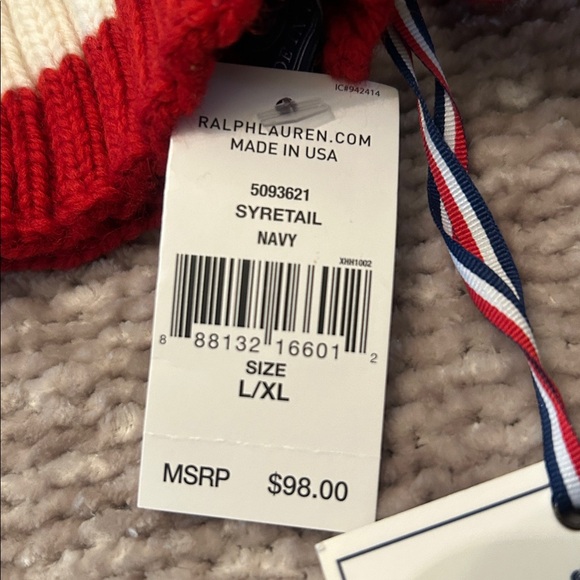 IC#942414
RALPHLAUREN.COM
MADE IN USA
5093621
SYRETAIL
NAVY
XHH1002
8 88132 16601 2
SIZE
L/XL
MSRP $98.00